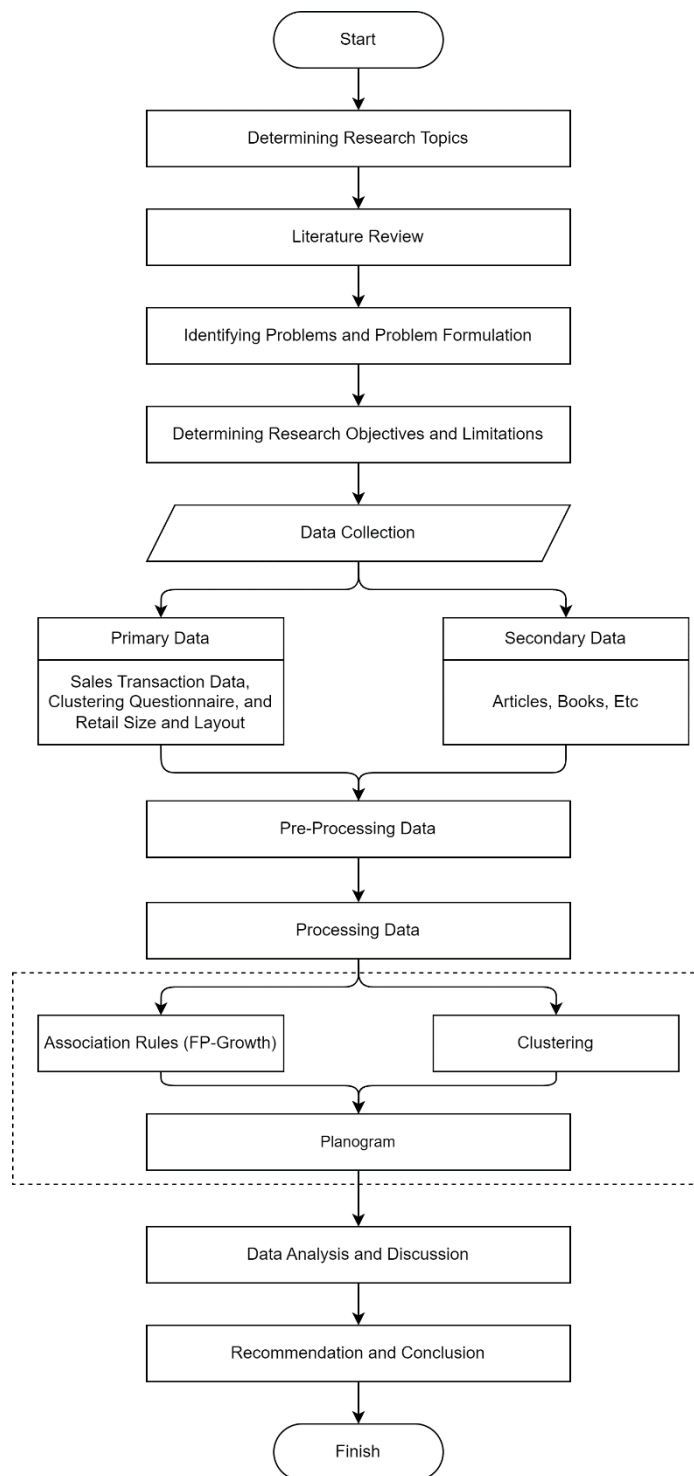 Start
Determining Research Topics
Literature Review
Identifying Problems and Problem Formulation
Determining Research Objectives and Limitations
Data Collection
Primary Data
Sales Transaction Data,
Clustering Questionnaire, and
Retail Size and Layout
Secondary Data
Articles, Books, Etc
Pre-Processing Data
Processing Data
Association Rules (FP-Growth)
Clustering
Planogram
Data Analysis and Discussion
Recommendation and Conclusion
Finish